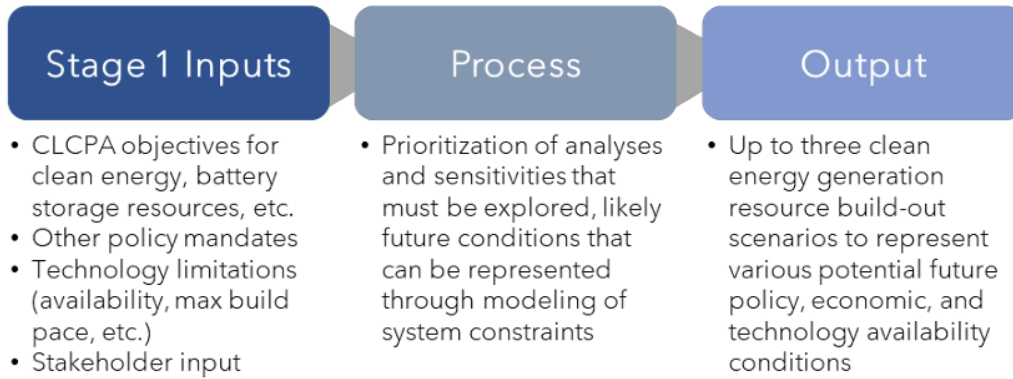 Stage 1 Inputs
• CLCPA objectives for
clean energy, battery
storage resources, etc.
• Other policy mandates
• Technology limitations
(availability, max build
pace, etc.)
• Stakeholder input
Process
• Prioritization of analyses
and sensitivities that
must be explored, likely
future conditions that
can be represented
through modeling of
system constraints
Output
• Up to three clean
energy generation
resource build-out
scenarios to represent
various potential future
policy, economic, and
technology availability
conditions